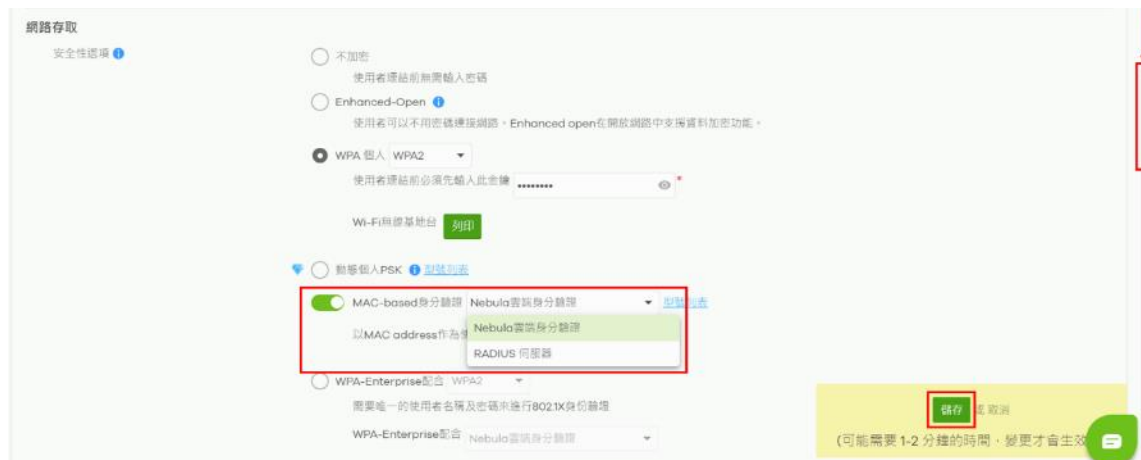 網路存取
安全性選項
不加密
使用者連結前無需輸入密碼
Enhanced-Open
使用者可以不用密碼連接網路。Enhanced open在開放網路中支援資料加密功能。
WPA 個人 WPA2
使用者連結前必須先輸入此金鑰 •••••••• *
Wi-Fi無線基地台 列印
動態個人PSK 型號列表
MAC-based身分驗證 Nebula雲端身分驗證 型號列表
以MAC address作為使
Nebula雲端身分驗證
RADIUS 伺服器
WPA-Enterprise配合 WPA2
需要唯一的使用者名稱及密碼來進行802.1X身份驗證
WPA-Enterprise配合 Nebula雲端身分驗證
儲存 或 取消
(可能需要 1-2 分鐘的時間，變更才會生效